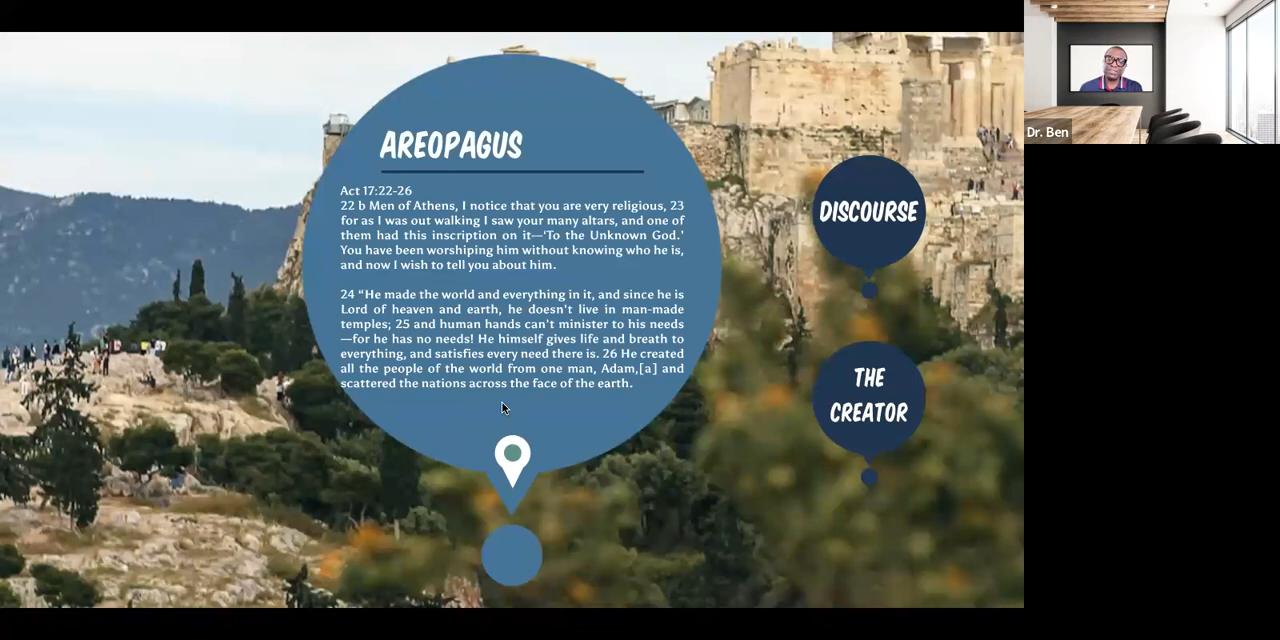 AREOPAGUS
Act 17:22-26
22 b Men of Athens, I notice that you are very religious, 23
for as I was out walking I saw your many altars, and one of
them had this inscription on it—‘To the Unknown God.’
You have been worshiping him without knowing who he is,
and now I wish to tell you about him.
24 “He made the world and everything in it, and since he is
Lord of heaven and earth, he doesn't live in man-made
temples; 25 and human hands can't minister to his needs
—for he has no needs! He himself gives life and breath to
everything, and satisfies every need there is. 26 He created
all the people of the world from one man, Adam,[a] and
scattered the nations across the face of the earth.
DISCOURSE
THE
CREATOR
Dr. Ben